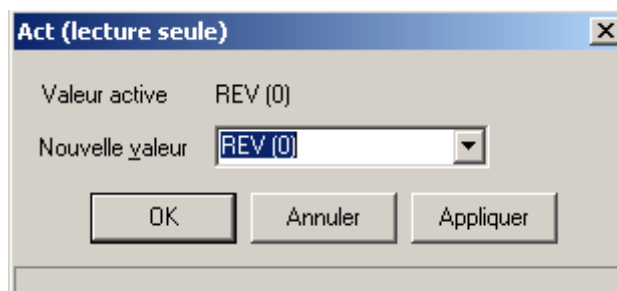 Act (lecture seule)
Valeur active REV (0)
Nouvelle valeur REV (0)
OK Annuler Appliquer